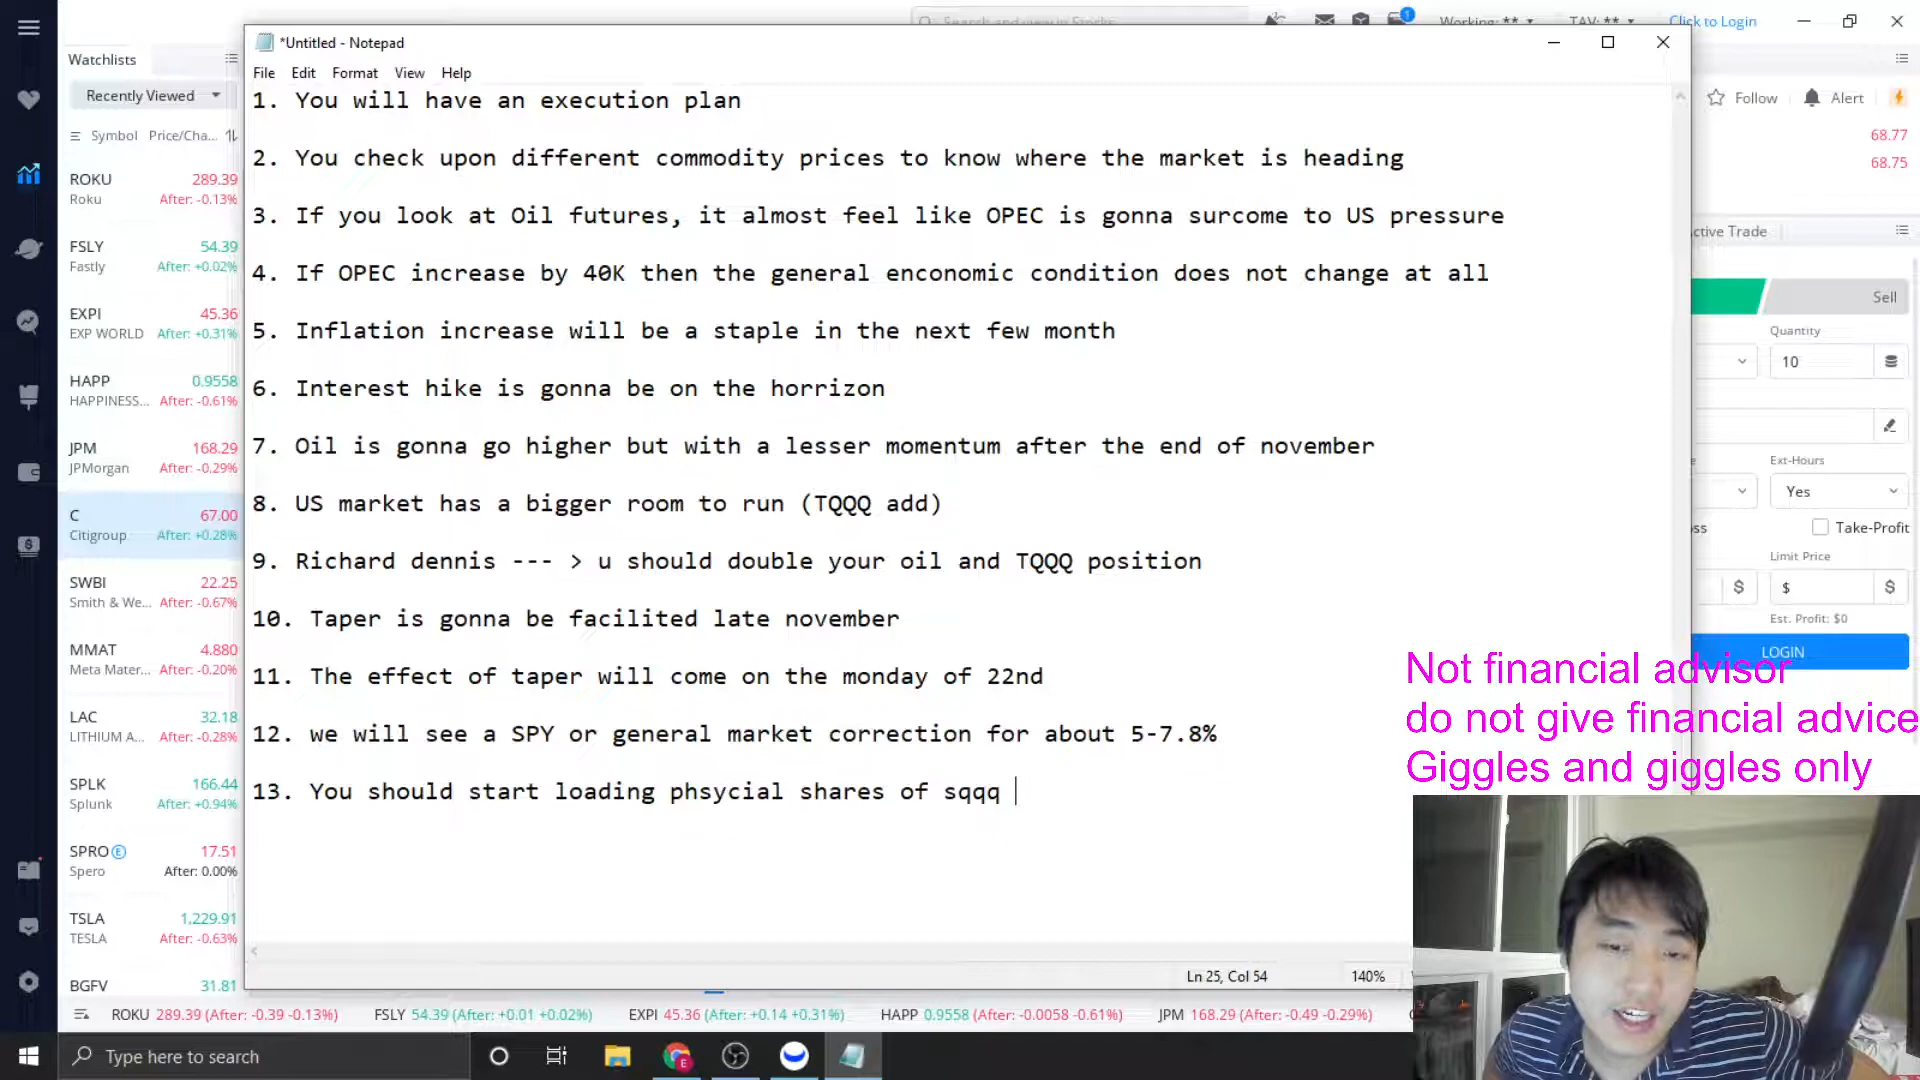 Search and view in Stocks
1
Working: **
TAV: **
Click to Login
*Untitled - Notepad
Watchlists
File Edit Format View Help
Recently Viewed
Symbol Price/Cha...
Follow
Alert
68.77
68.75
1. You will have an execution plan
2. You check upon different commodity prices to know where the market is heading
3. If you look at Oil futures, it almost feel like OPEC is gonna surcome to US pressure
4. If OPEC increase by 40K then the general enconomic condition does not change at all
5. Inflation increase will be a staple in the next few month
6. Interest hike is gonna be on the horrizon
7. Oil is gonna go higher but with a lesser momentum after the end of november
8. US market has a bigger room to run (TQQQ add)
9. Richard dennis --- > u should double your oil and TQQQ position
10. Taper is gonna be facilited late november
11. The effect of taper will come on the monday of 22nd
12. we will see a SPY or general market correction for about 5-7.8%
13. You should start loading phsycial shares of sqqq
ROKU 289.39
Roku After: -0.13%
FSLY 54.39
Fastly After: +0.02%
EXPI 45.36
EXP WORLD After: +0.31%
HAPP 0.9558
HAPPINESS... After: -0.61%
JPM 168.29
JPMorgan After: -0.29%
C 67.00
Citigroup After: +0.28%
SWBI 22.25
Smith & We... After: -0.67%
MMAT 4.880
Meta Mater... After: -0.20%
LAC 32.18
LITHIUM A... After: -0.28%
SPLK 166.44
Splunk After: +0.94%
SPRO E 17.51
Spero After: 0.00%
TSLA 1,229.91
TESLA After: -0.63%
BGFV 31.81
ctive Trade
Sell
Quantity
10
Ext-Hours
Yes
ss
Take-Profit
Limit Price
$ $ $
Est. Profit: $0
LOGIN
Not financial advisor
do not give financial advice
Giggles and giggles only
Ln 25, Col 54
140%
ROKU 289.39 (After: -0.39 -0.13%) FSLY 54.39 (After: +0.01 +0.02%) EXPI 45.36 (After: +0.14 +0.31%) HAPP 0.9558 (After: -0.0058 -0.61%) JPM 168.29 (After: -0.49 -0.29%)
Type here to search
E